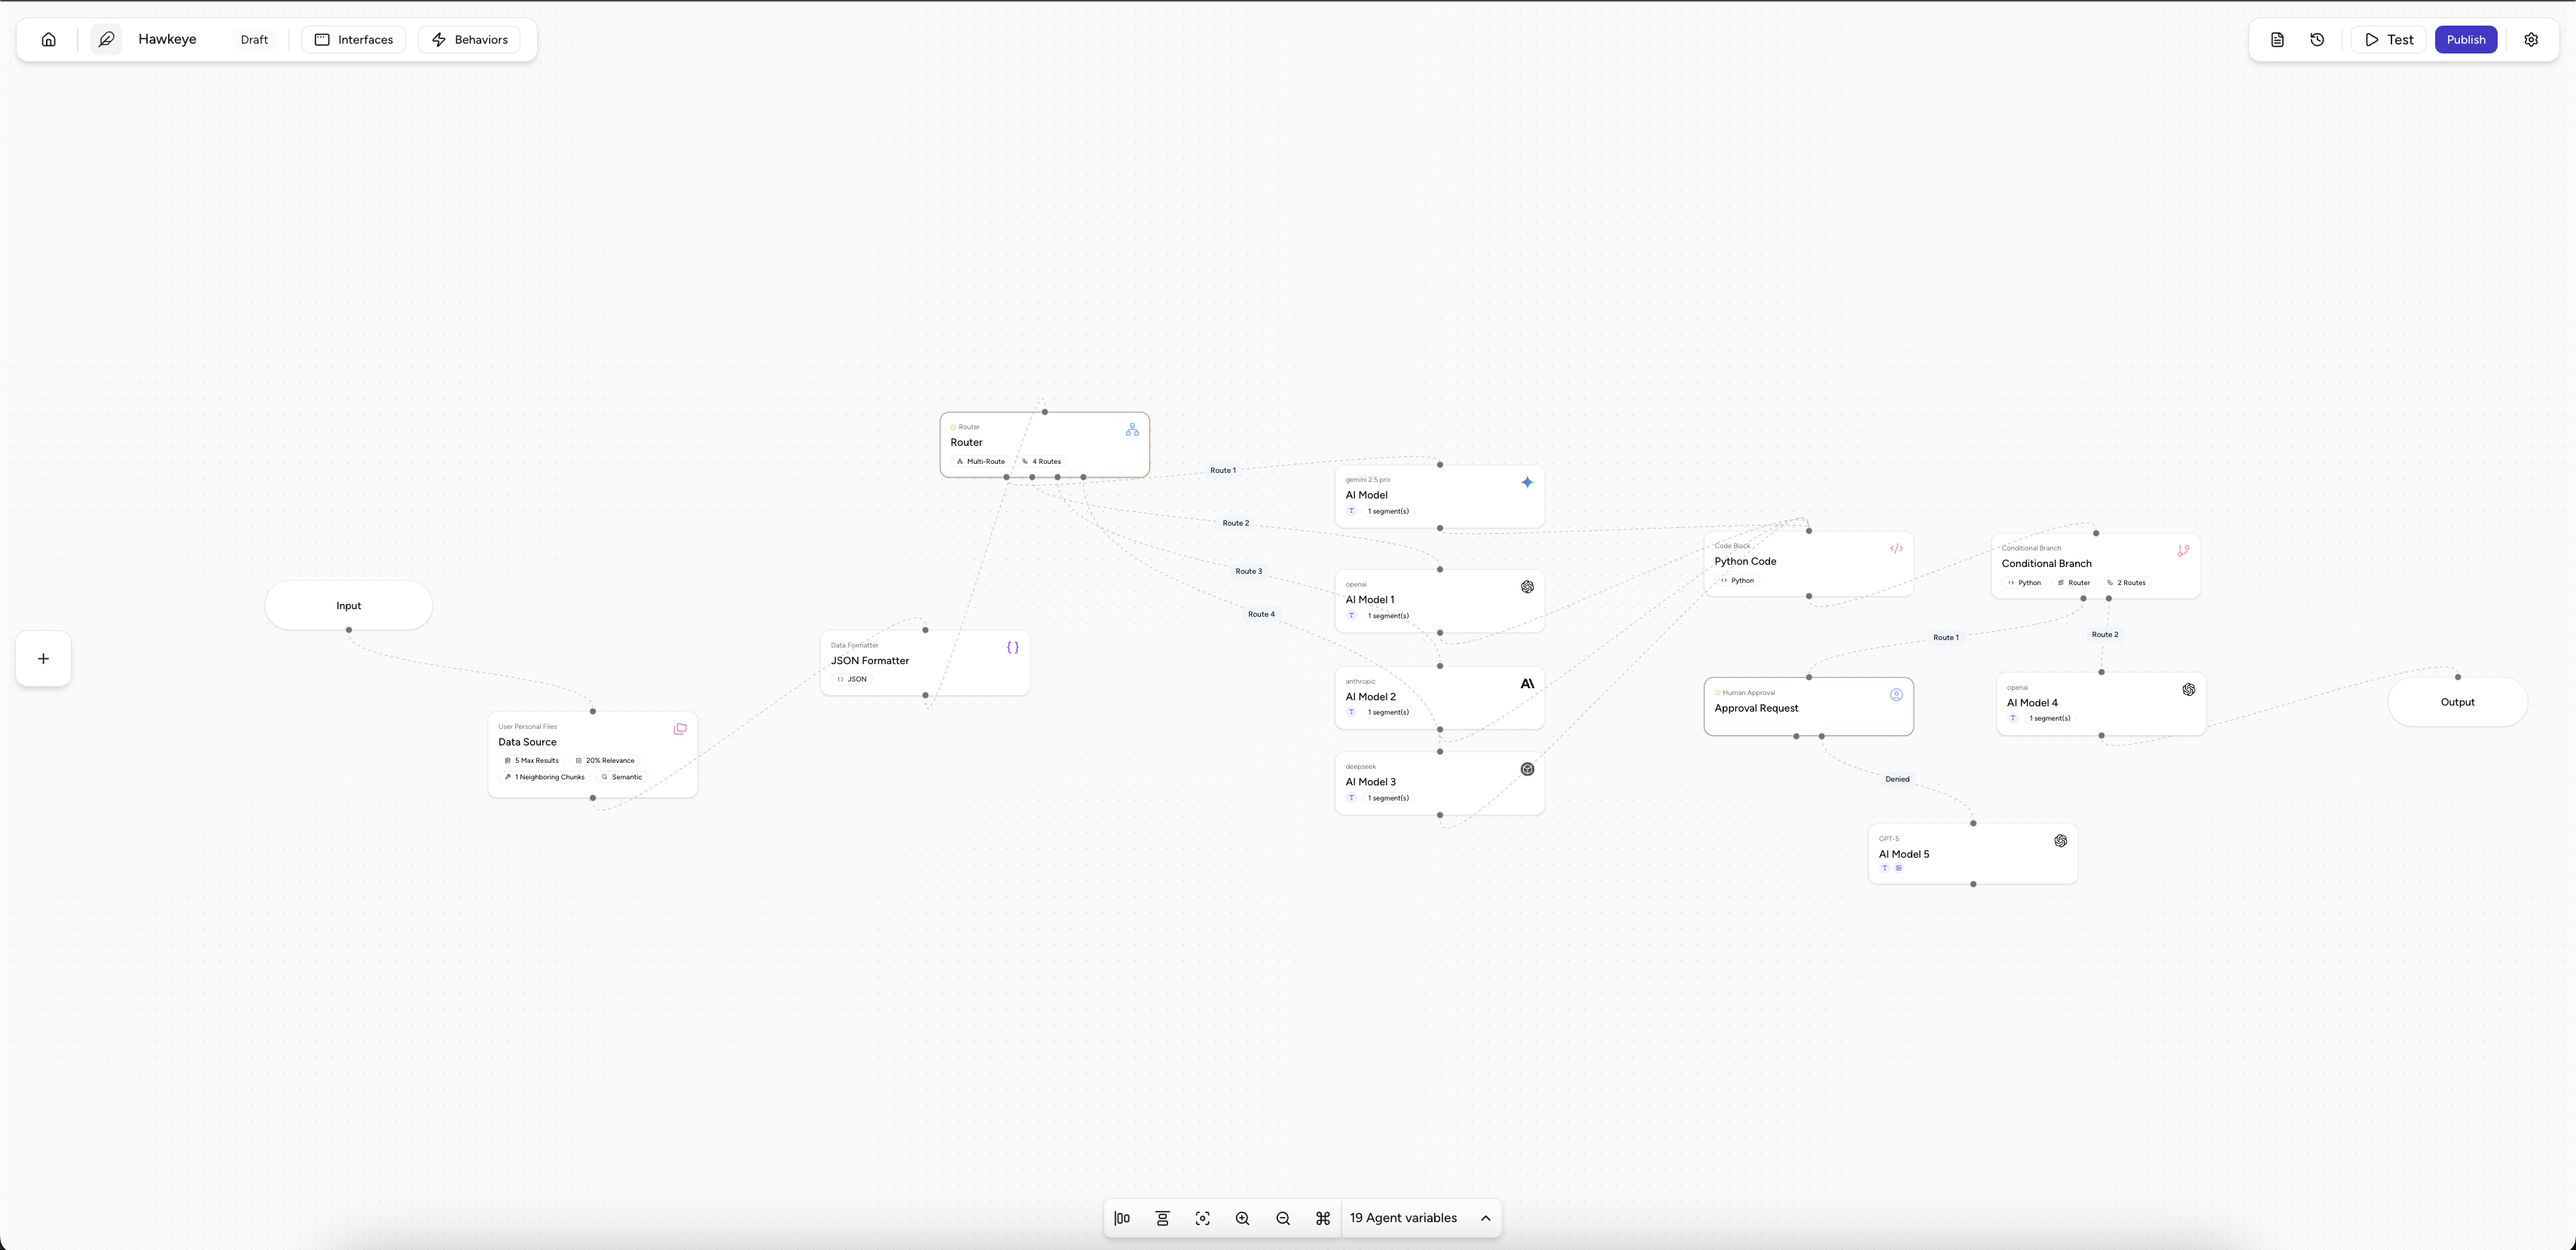 Hawkeye Draft Interfaces Behaviors
Test Publish
Router
Router
Multi-Route 4 Routes
Route 1
Route 2
Route 3
Route 4
gemini 2.5 pro
AI Model
1 segment(s)
openai
AI Model 1
1 segment(s)
anthropic
AI Model 2
1 segment(s)
deepseek
AI Model 3
1 segment(s)
Input
User Personal Files
Data Source
5 Max Results 20% Relevance
1 Neighboring Chunks Semantic
Data Formatter
JSON Formatter
JSON
Code Block
Python Code
Python
Conditional Branch
Conditional Branch
Python Router 2 Routes
Route 1
Route 2
Human Approval
Approval Request
Denied
openai
AI Model 4
1 segment(s)
GPT-5
AI Model 5
Output
19 Agent variables